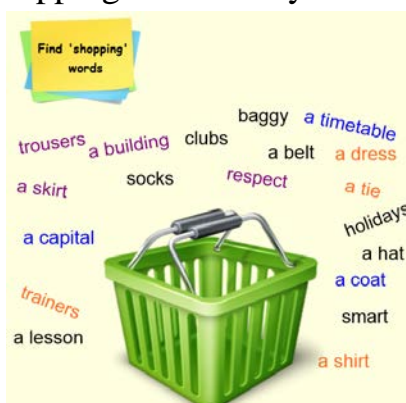 Find 'shopping'
words
baggy
a timetable
trousers
a building
clubs
a belt
a dress
a skirt
socks
respect
a tie
holidays
a capital
a hat
a coat
trainers
smart
a lesson
a shirt